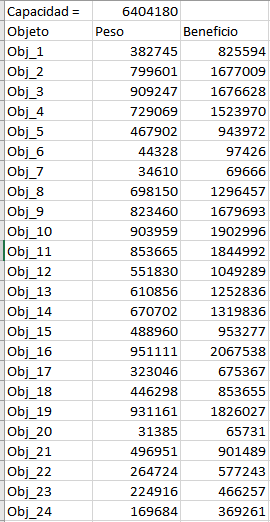 Capacidad = 6404180
Objeto Peso Beneficio
Obj_1 382745 825594
Obj_2 799601 1677009
Obj_3 909247 1676628
Obj_4 729069 1523970
Obj_5 467902 943972
Obj_6 44328 97426
Obj_7 34610 69666
Obj_8 698150 1296457
Obj_9 823460 1679693
Obj_10 903959 1902996
Obj_11 853665 1844992
Obj_12 551830 1049289
Obj_13 610856 1252836
Obj_14 670702 1319836
Obj_15 488960 953277
Obj_16 951111 2067538
Obj_17 323046 675367
Obj_18 446298 853655
Obj_19 931161 1826027
Obj_20 31385 65731
Obj_21 496951 901489
Obj_22 264724 577243
Obj_23 224916 466257
Obj_24 169684 369261